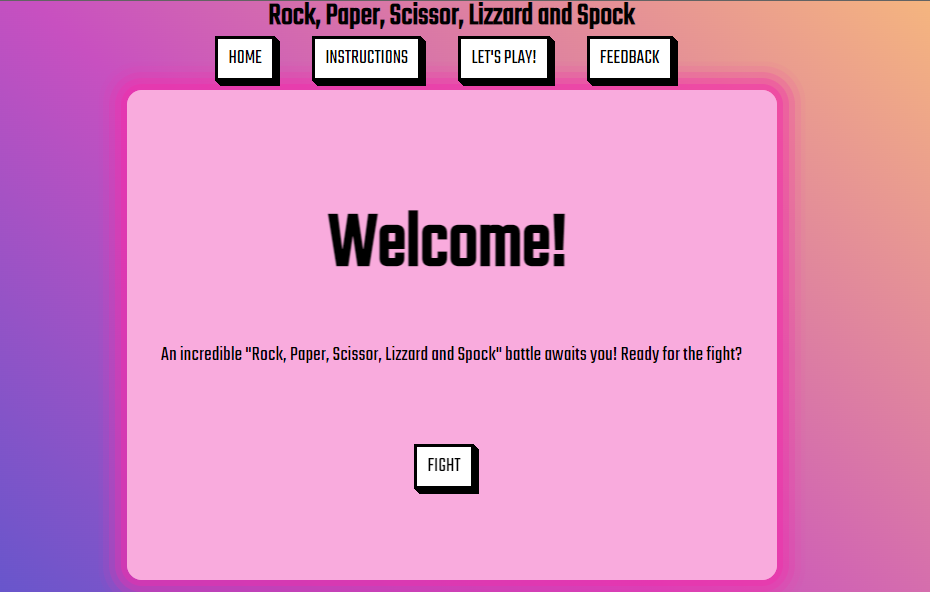 Rock, Paper, Scissor, Lizzard and Spock
HOME INSTRUCTIONS LET'S PLAY! FEEDBACK
Welcome!
An incredible "Rock, Paper, Scissor, Lizzard and Spock" battle awaits you! Ready for the fight?
FIGHT